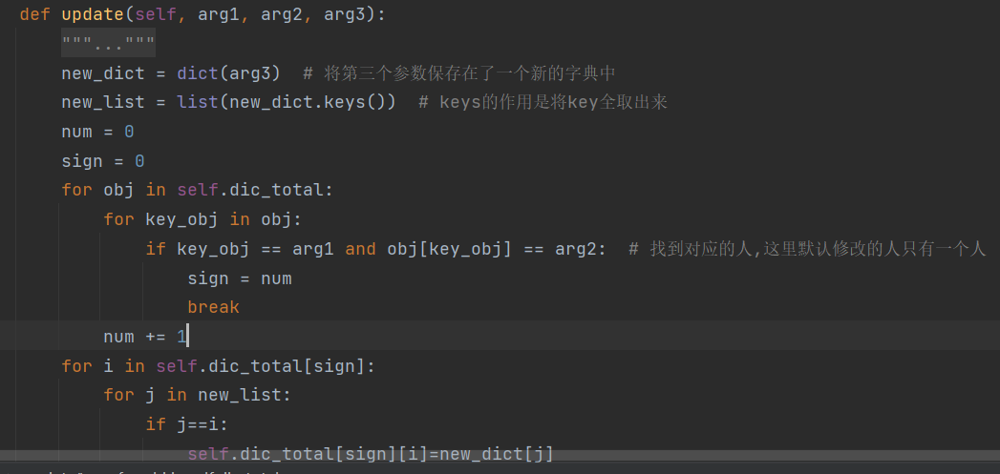 def update(self, arg1, arg2, arg3):
"""..."""
new_dict = dict(arg3)  # 将第三个参数保存在了一个新的字典中
new_list = list(new_dict.keys())  # keys的作用是将key全取出来
num = 0
sign = 0
for obj in self.dic_total:
for key_obj in obj:
if key_obj == arg1 and obj[key_obj] == arg2:  # 找到对应的人,这里默认修改的人只有一个人
sign = num
break
num += 1
for i in self.dic_total[sign]:
for j in new_list:
if j==i:
self.dic_total[sign][i]=new_dict[j]